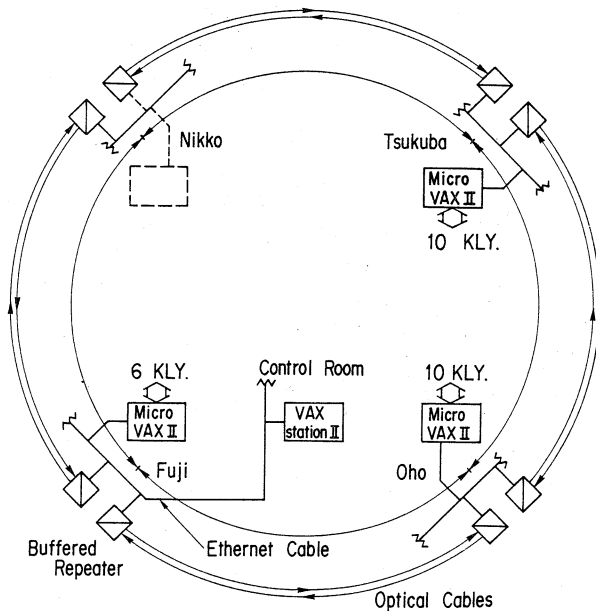 Nikko
Tsukuba
Micro
VAX II
10 KLY.
Control Room
6 KLY.
10 KLY.
Micro
VAX II
VAX
station II
Micro
VAX II
Fuji
Oho
Buffered
Repeater
Ethernet Cable
Optical Cables